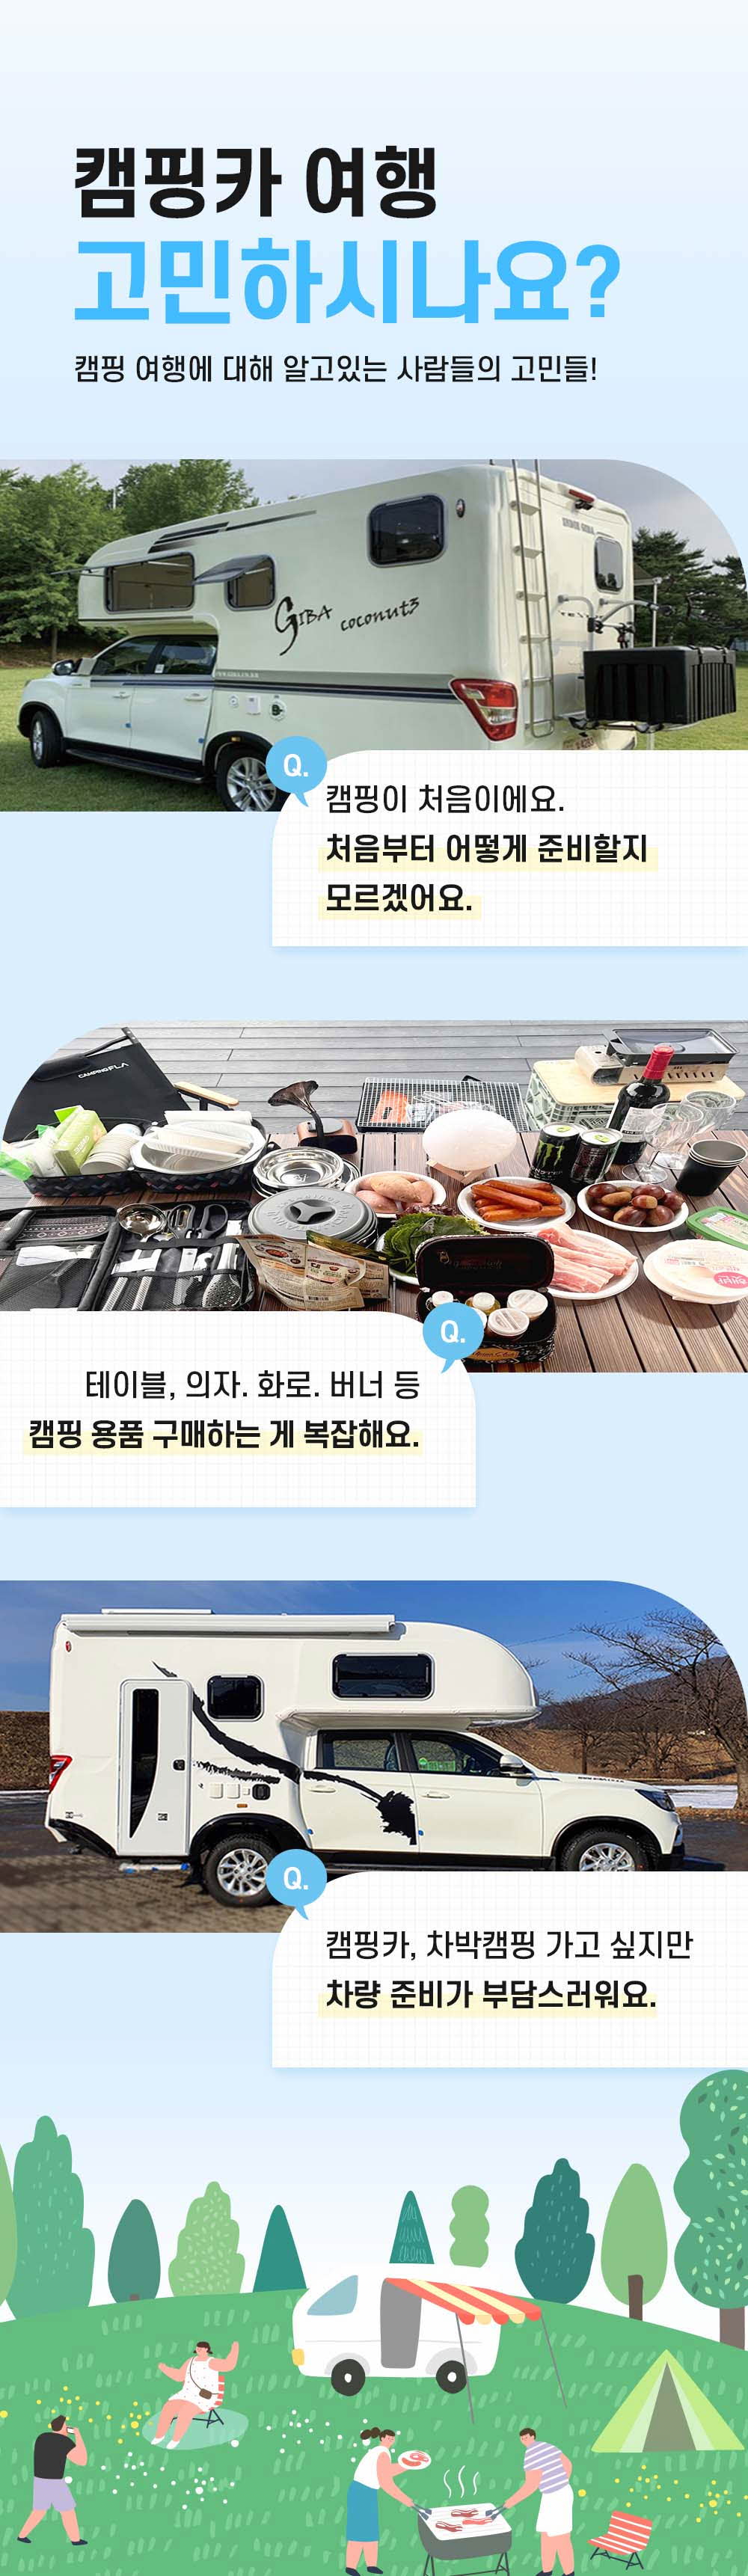 캠핑카 여행
고민하시나요?
캠핑 여행에 대해 알고있는 사람들의 고민들!
GIBA coconut3
Q.
캠핑이 처음이에요.
처음부터 어떻게 준비할지
모르겠어요.
CAMPINGFLA
MONSTER
Q.
테이블, 의자. 화로. 버너 등
캠핑 용품 구매하는 게 복잡해요.
Q.
캠핑카, 차박캠핑 가고 싶지만
차량 준비가 부담스러워요.